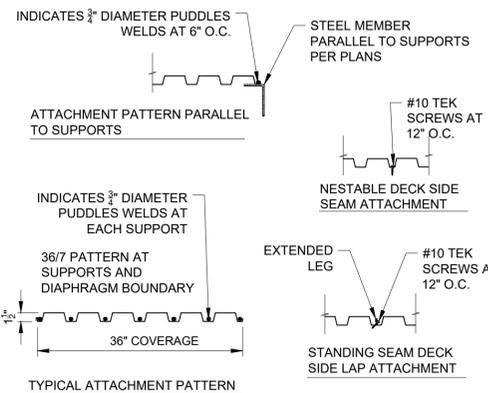 INDICATES 3/4" DIAMETER PUDDLES
WELDS AT 6" O.C.
STEEL MEMBER
PARALLEL TO SUPPORTS
PER PLANS
ATTACHMENT PATTERN PARALLEL
TO SUPPORTS
#10 TEK
SCREWS AT
12" O.C.
NESTABLE DECK SIDE
SEAM ATTACHMENT
INDICATES 3/4" DIAMETER
PUDDLES WELDS AT
EACH SUPPORT
36/7 PATTERN AT
SUPPORTS AND
DIAPHRAGM BOUNDARY
1 1/2"
36" COVERAGE
TYPICAL ATTACHMENT PATTERN
EXTENDED
LEG
#10 TEK
SCREWS A
12" O.C.
STANDING SEAM DECK
SIDE LAP ATTACHMENT